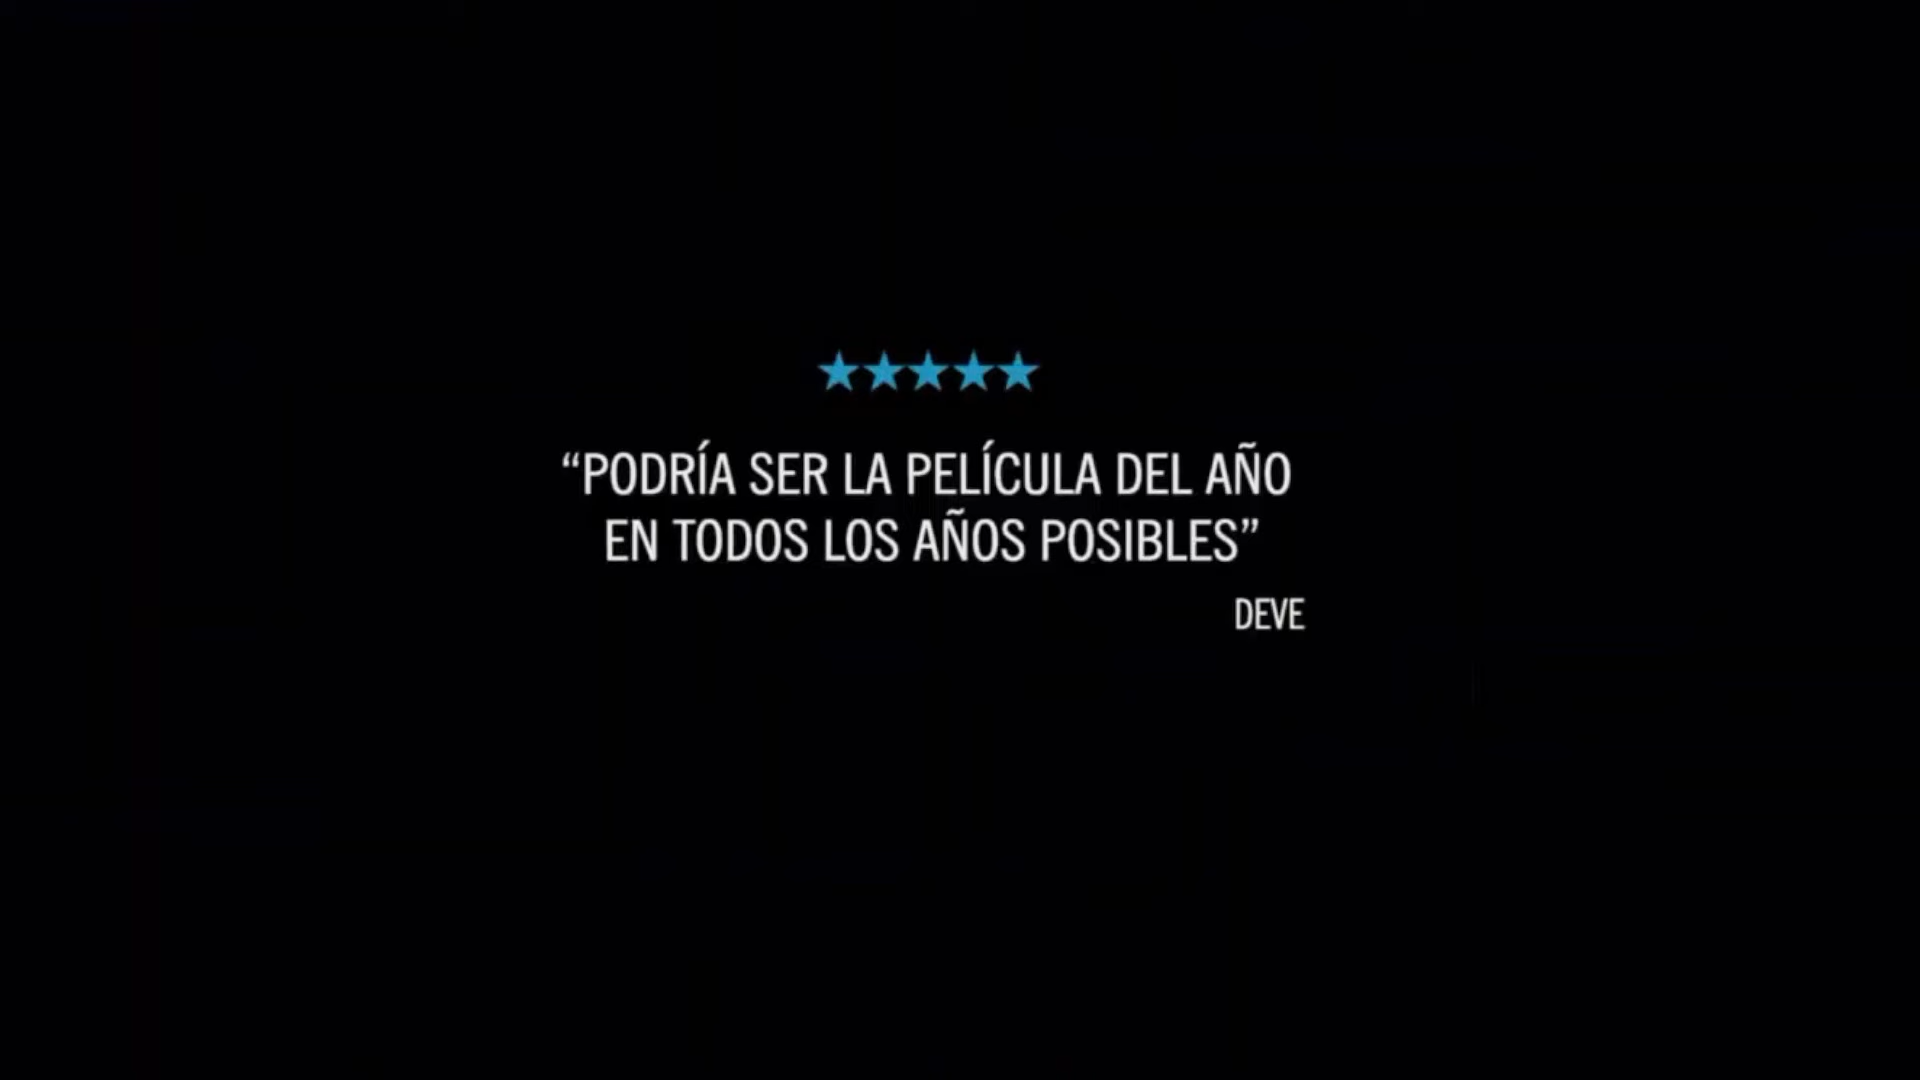 ★★★★★
“PODRÍA SER LA PELÍCULA DEL AÑO
EN TODOS LOS AÑOS POSIBLES”
DEVE